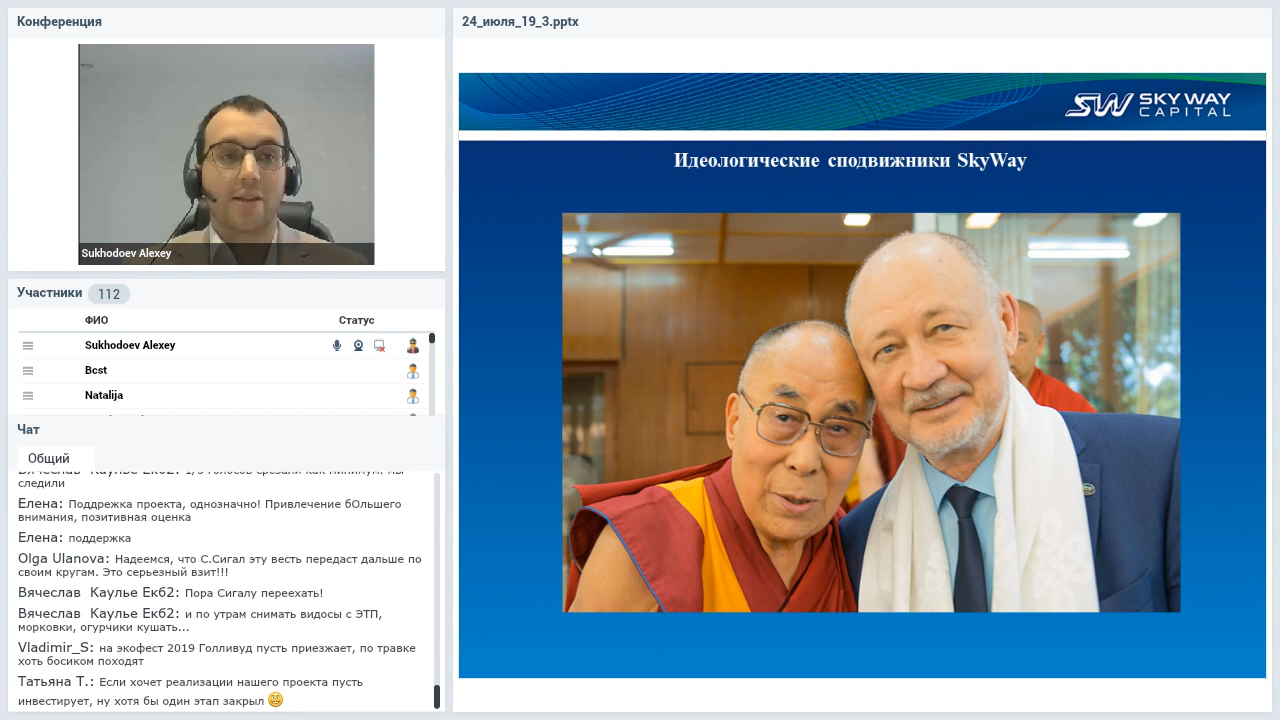 Конференция
Sukhodoev Alexey
Участники 112
ФИО Статус
Sukhodoev Alexey
Bcst
Natalija
Чат
Общий
следили
Елена: Поддрежка проекта, однозначно! Привлечение бОльшего
внимания, позитивная оценка
Елена: поддержка
Olga Ulanova: Надеемся, что С.Сигал эту весть передаст дальше по
своим кругам. Это серьезный взит!!!
Вячеслав Каулье Екб2: Пора Сигалу переехать!
Вячеслав Каулье Екб2: и по утрам снимать видосы с ЭТП,
морковки, огурчики кушать...
Vladimir_S: на экофест 2019 Голливуд пусть приезжает, по травке
хоть босиком походят
Татьяна Т.: Если хочет реализации нашего проекта пусть
инвестирует, ну хотя бы один этап закрыл
24_июля_19_3.pptx
SW SKY WAY
CAPITAL
Идеологические сподвижники SkyWay